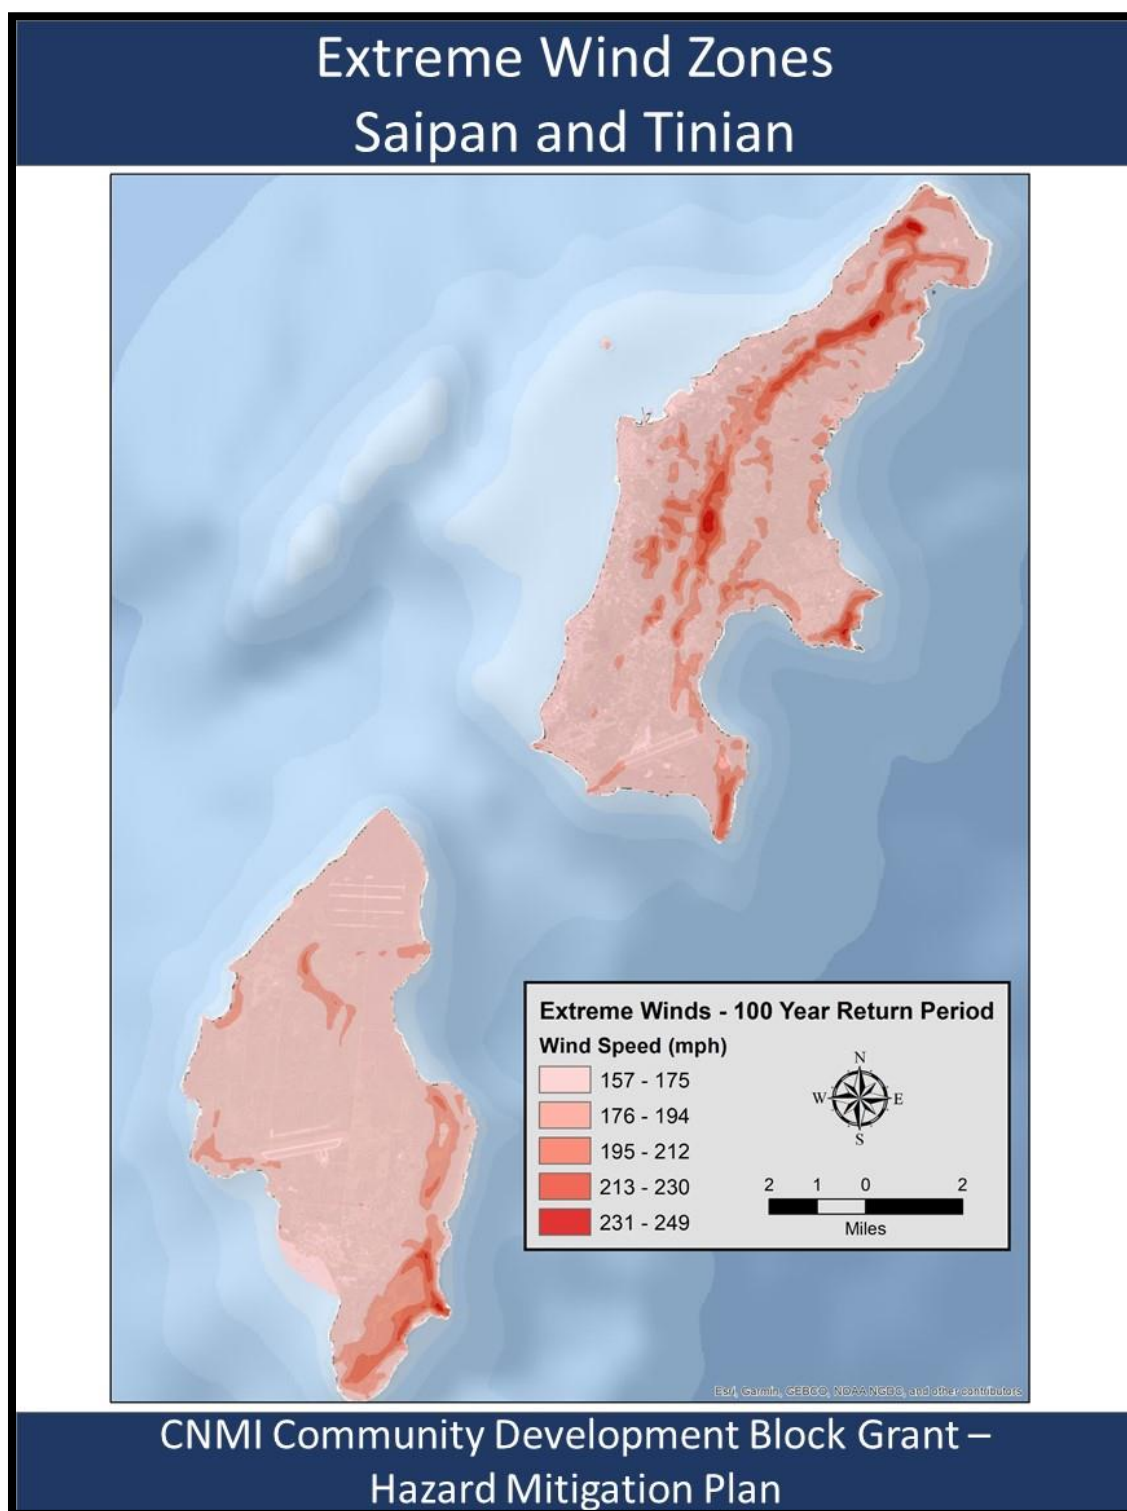 Extreme Wind Zones
Saipan and Tinian
Extreme Winds - 100 Year Return Period
Wind Speed (mph)
157 - 175
176 - 194
195 - 212
213 - 230
231 - 249
N
W E
S
2 1 0 2
Miles
Esri, Garmin, GEBCO, NOAA NGDC, and other contributors
CNMI Community Development Block Grant –
Hazard Mitigation Plan